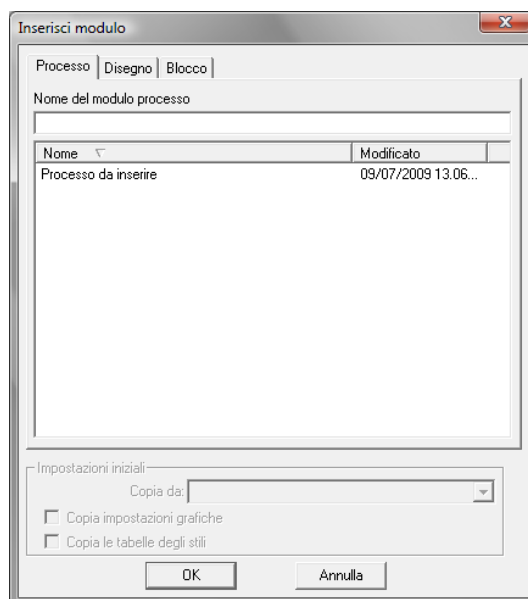 Inserisci modulo
Processo Disegno Blocco
Nome del modulo processo
Nome Modificato
Processo da inserire 09/07/2009 13.06...
Impostazioni iniziali
Copia da:
Copia impostazioni grafiche
Copia le tabelle degli stili
OK Annulla